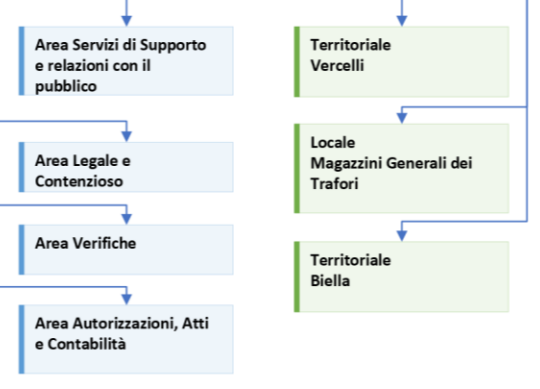 Area Servizi di Supporto
e relazioni con il
pubblico
Area Legale e
Contenzioso
Area Verifiche
Area Autorizzazioni, Atti
e Contabilità
Territoriale
Vercelli
Locale
Magazzini Generali dei
Trafori
Territoriale
Biella